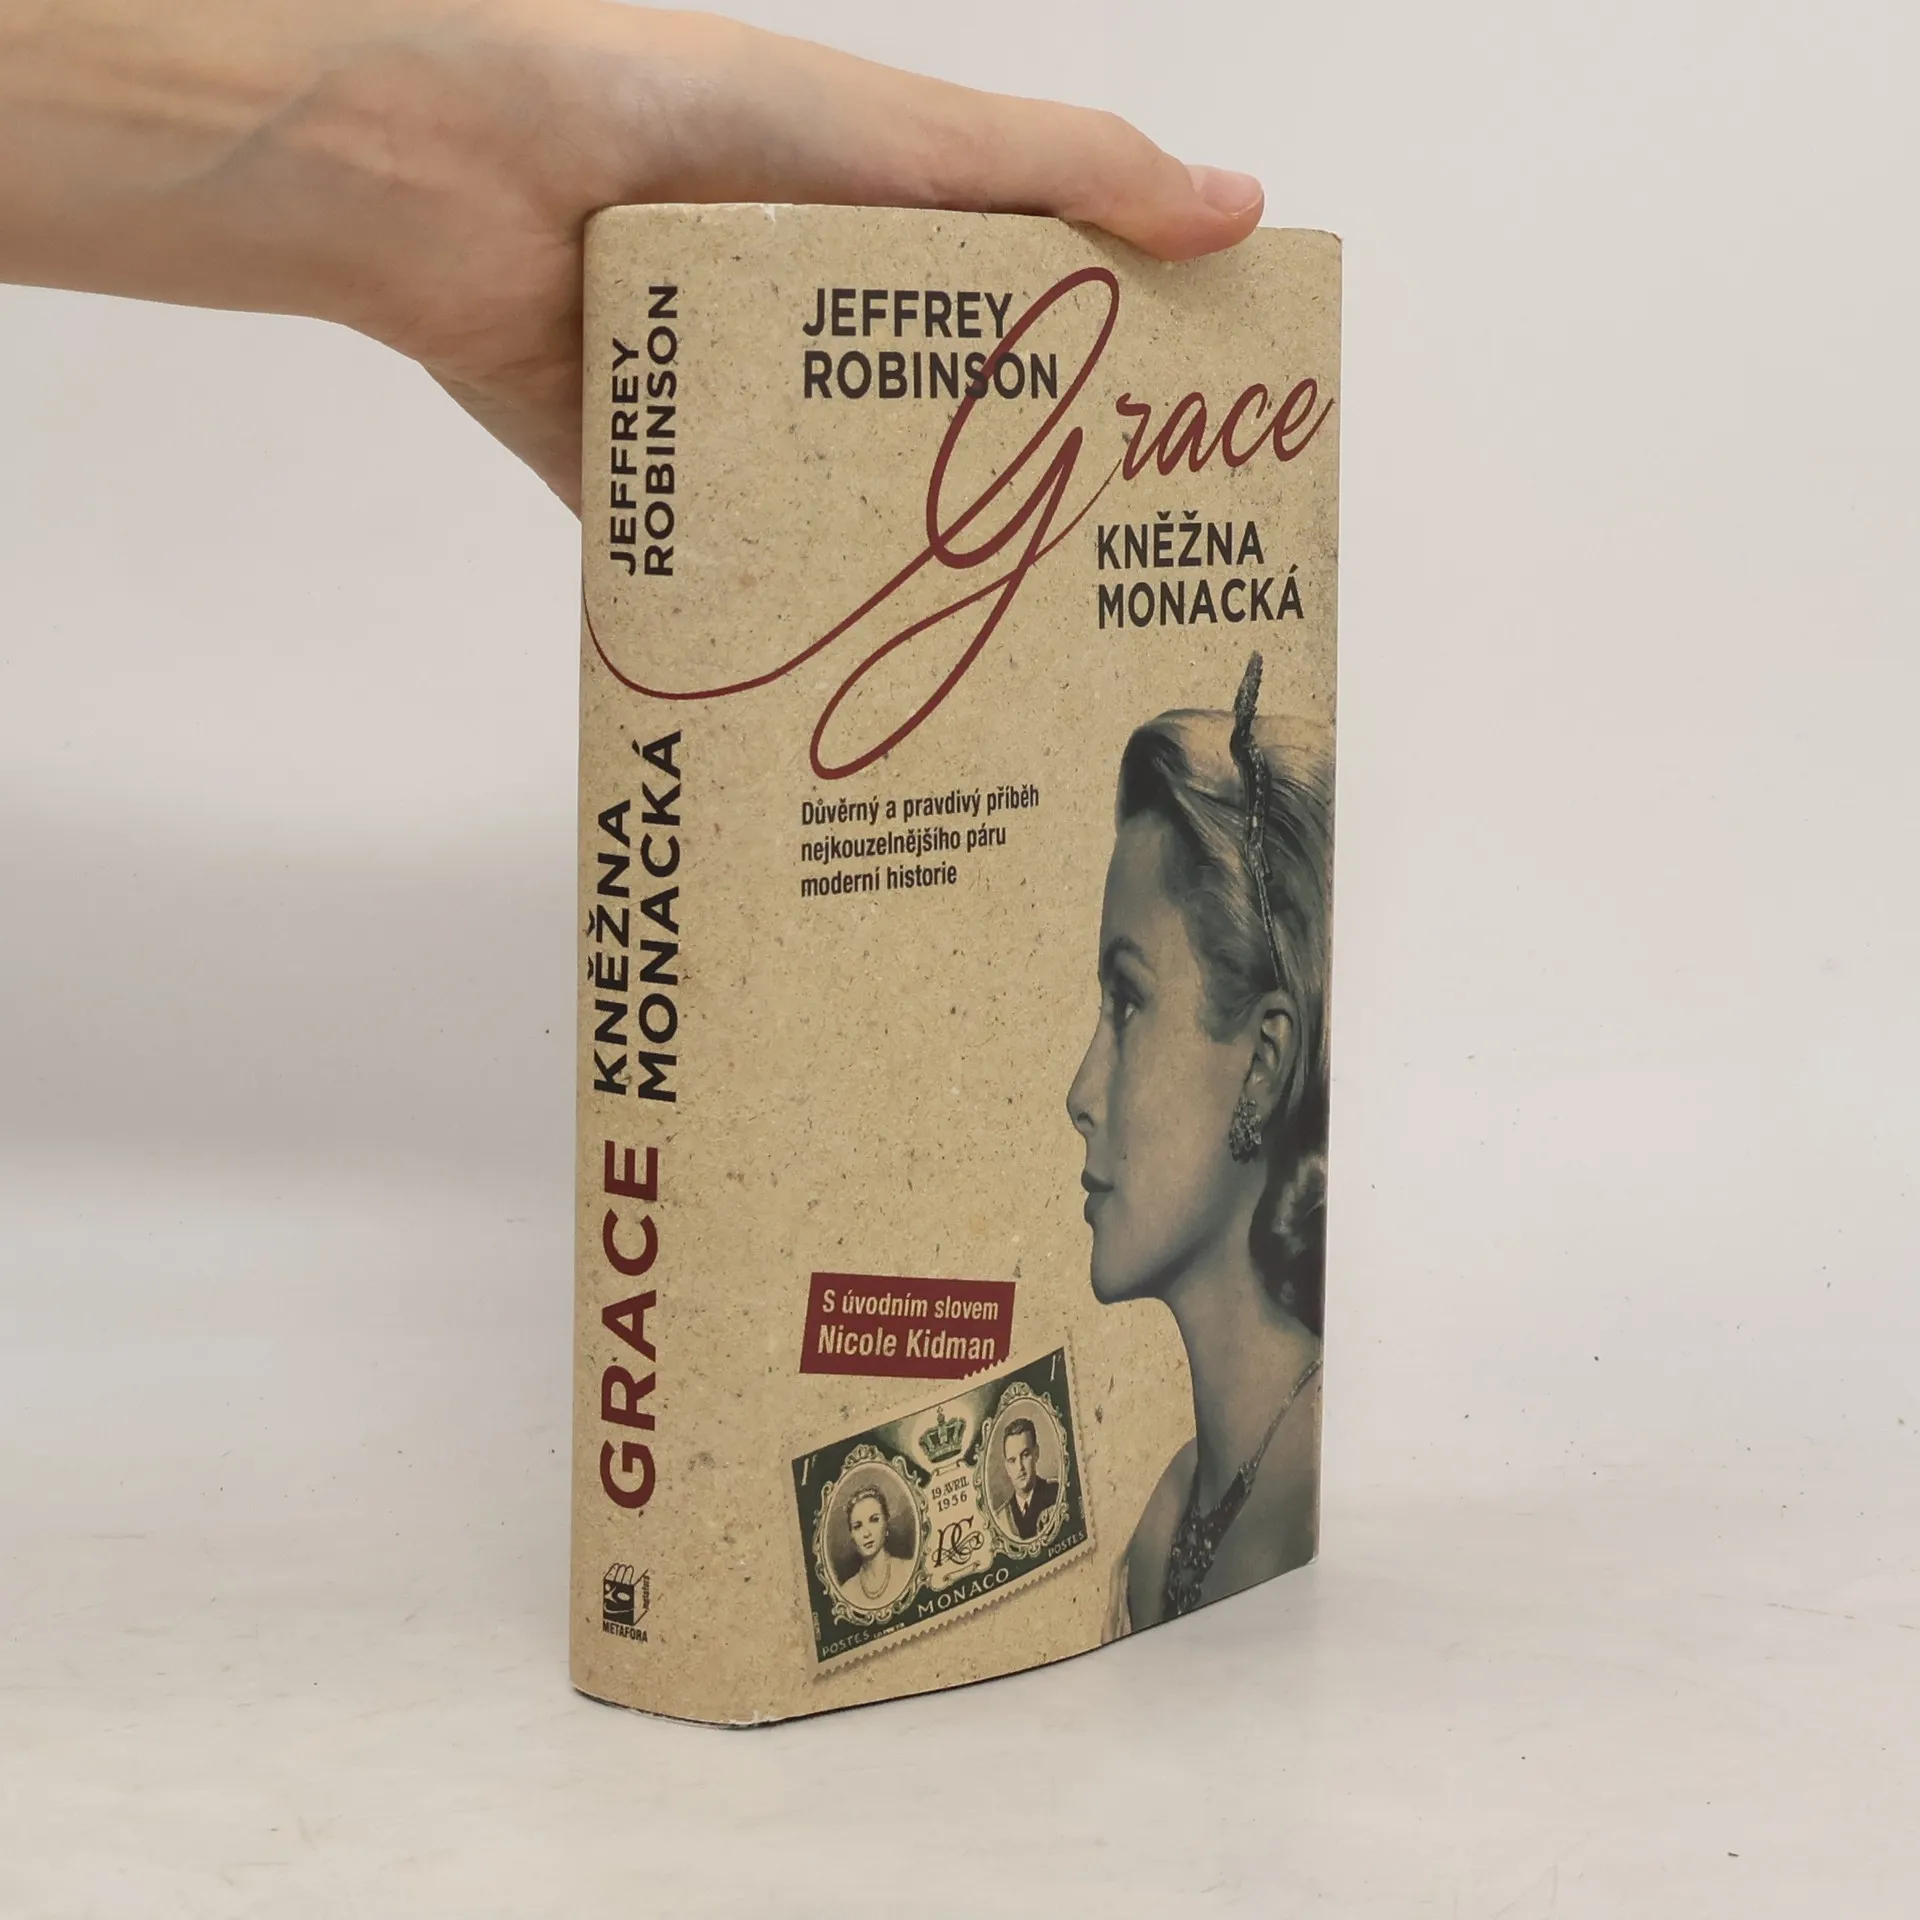 JEFFREY
ROBINSON
KNĚŽNA
MONACKÁ
GRACE
METAFORA
JEFFREY
ROBINSON
Grace
KNĚŽNA
MONACKÁ
Důvěrný a pravdivý příběh
nejkouzelnějšího páru
moderní historie
S úvodním slovem
Nicole Kidman
1F
1F
19 AVRIL
1956
MONACO
POSTES
POSTES